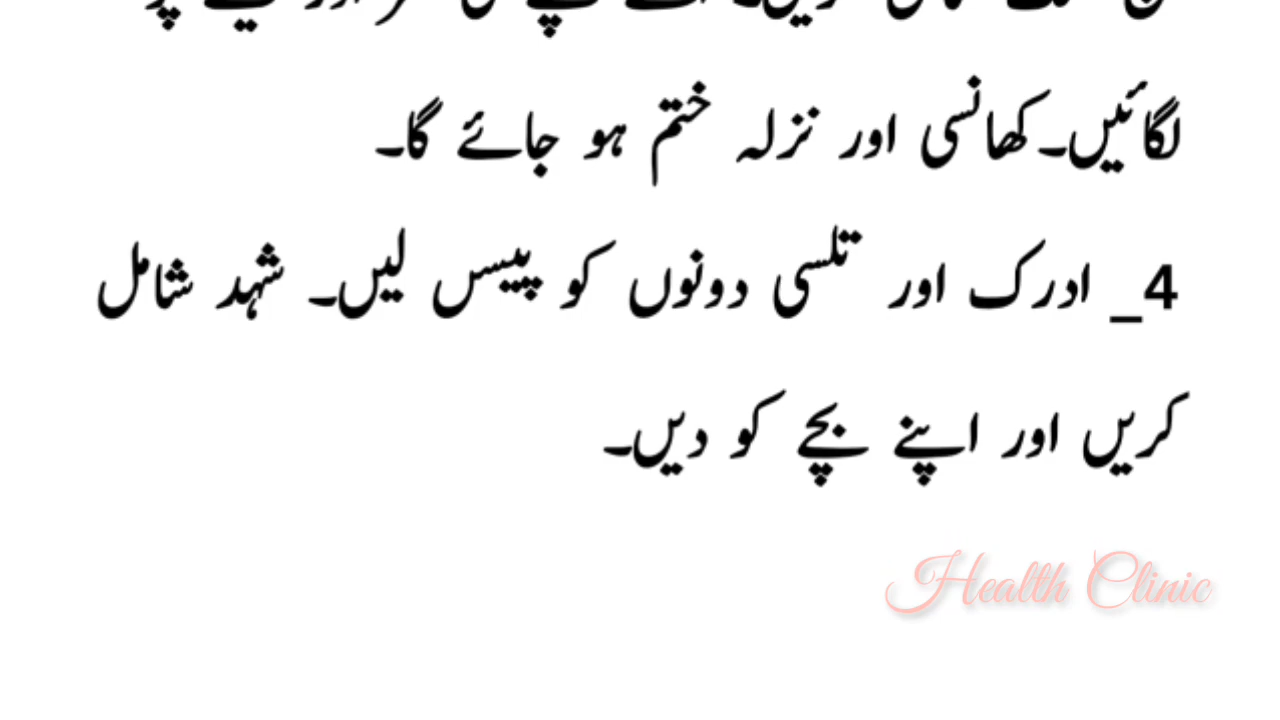 لگائیں۔کھانسی اور نزلہ ختم ہو جائے گا۔
4_ ادرک اور تلسی دونوں کو پیس لیں۔ شہد شامل
کریں اور اپنے بچے کو دیں۔
Health Clinic